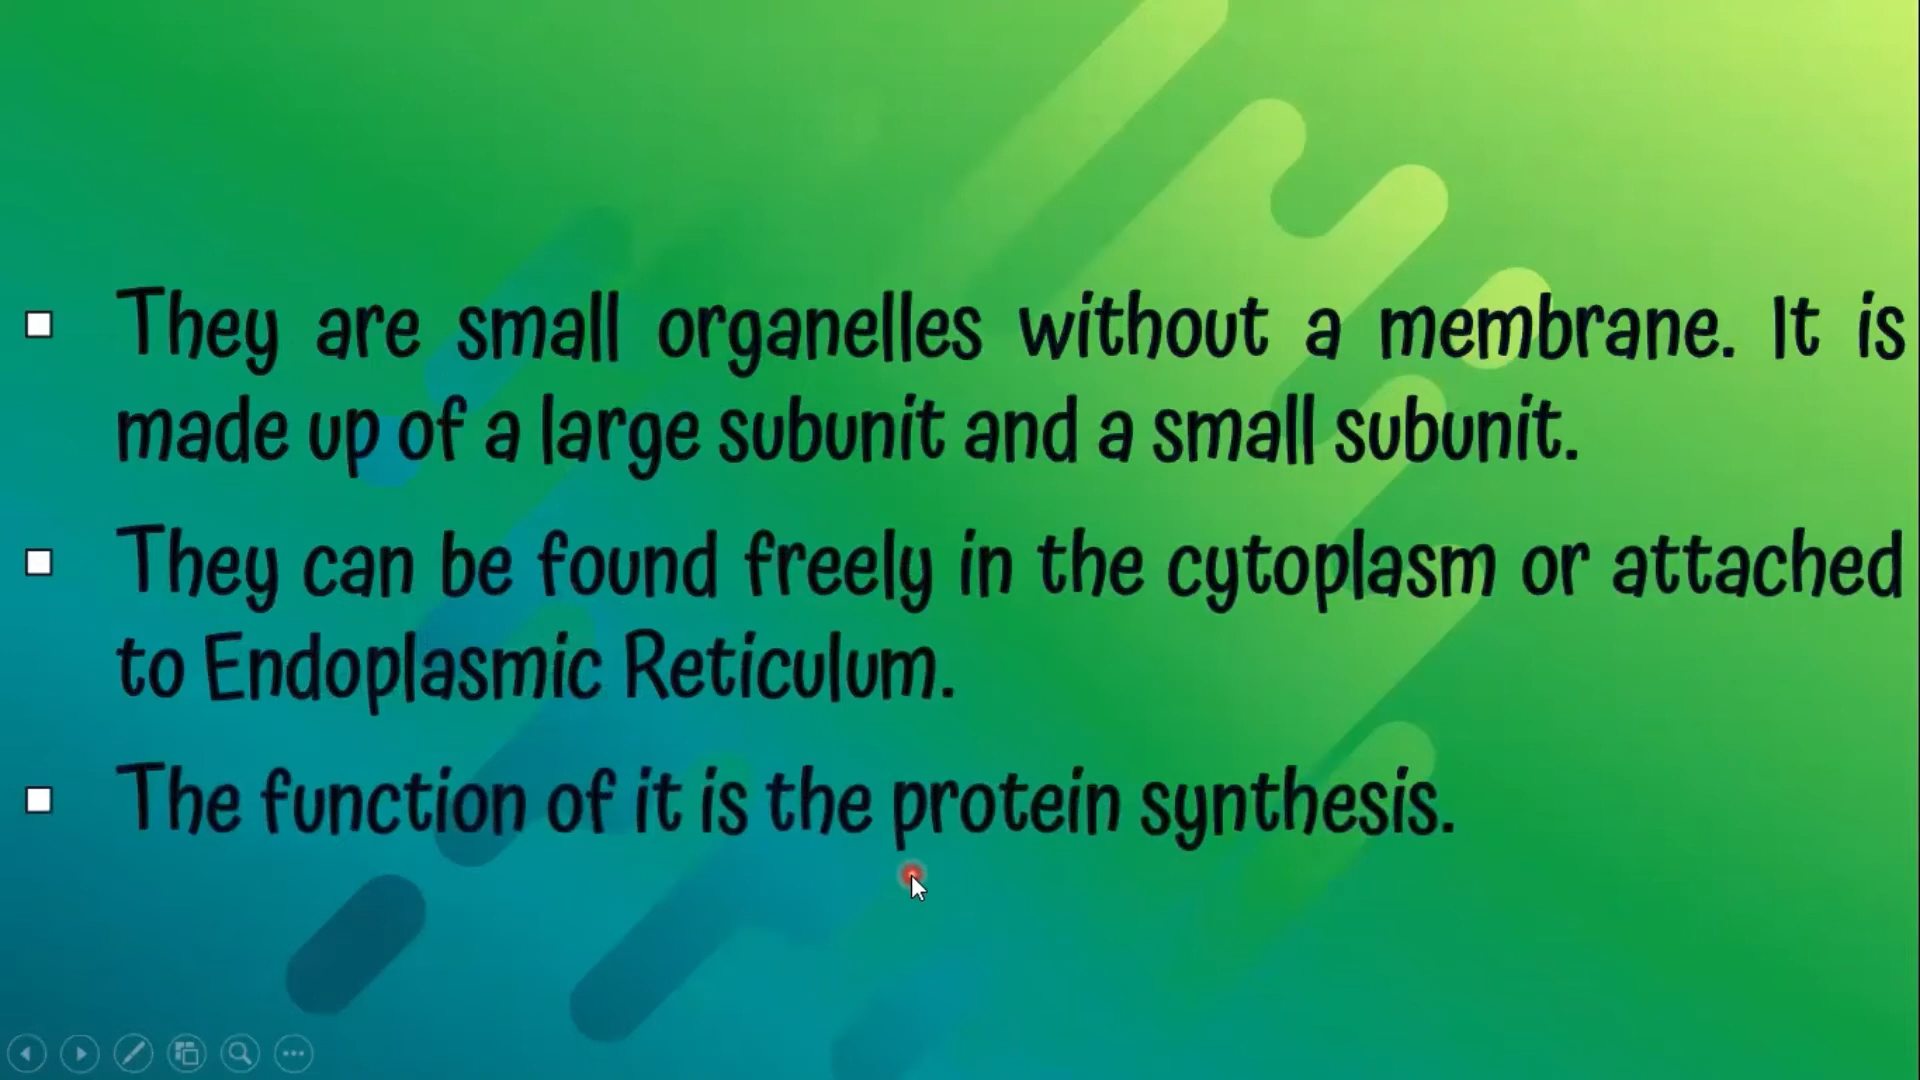 They are small organelles without a membrane. It is
made up of a large subunit and a small subunit.
They can be found freely in the cytoplasm or attached
to Endoplasmic Reticulum.
The function of it is the protein synthesis.